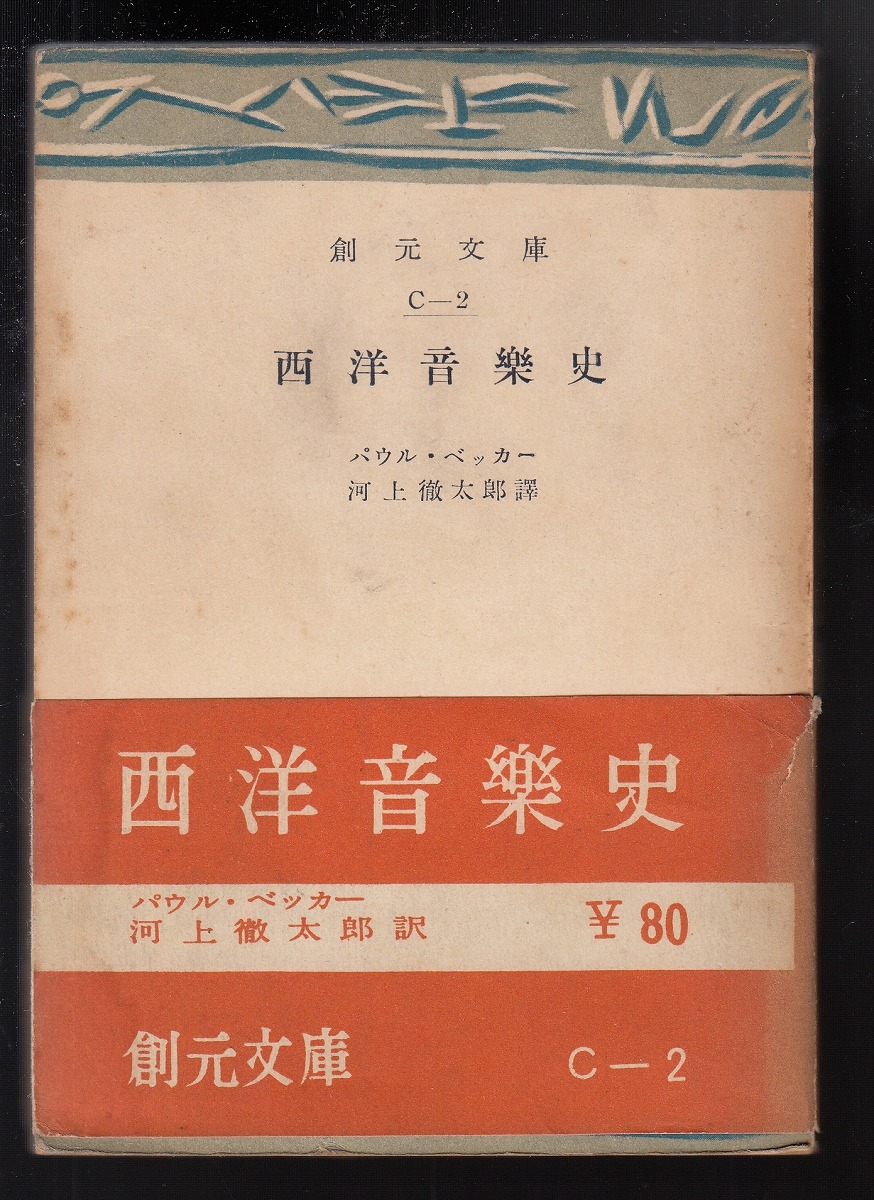 創元文庫
C—2
西洋音樂史
パウル・ベッカー
河上徹太郎譯
西洋音樂史
パウル・ベッカー
河上徹太郎訳
¥80
創元文庫
C—2